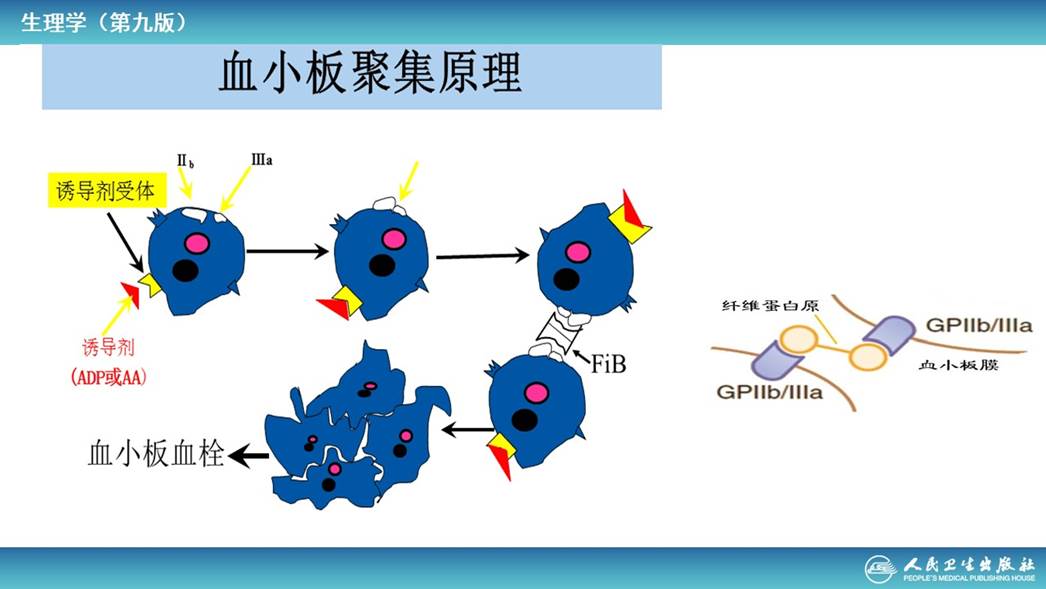 生理学（第九版）
血小板聚集原理
Ⅱb
Ⅲa
诱导剂受体
诱导剂
(ADP或AA)
FiB
血小板血栓
纤维蛋白原
GPIIb/IIIa
血小板膜
GPIIb/IIIa
人民卫生出版社
PEOPLE'S MEDICAL PUBLISHING HOUSE